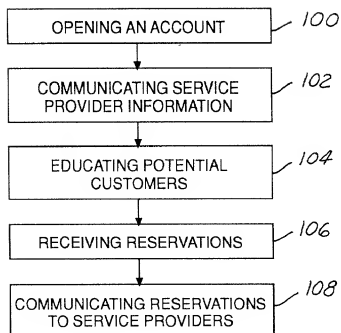 OPENING AN ACCOUNT
100
COMMUNICATING SERVICE
PROVIDER INFORMATION
102
EDUCATING POTENTIAL
CUSTOMERS
104
RECEIVING RESERVATIONS
106
COMMUNICATING RESERVATIONS
TO SERVICE PROVIDERS
108